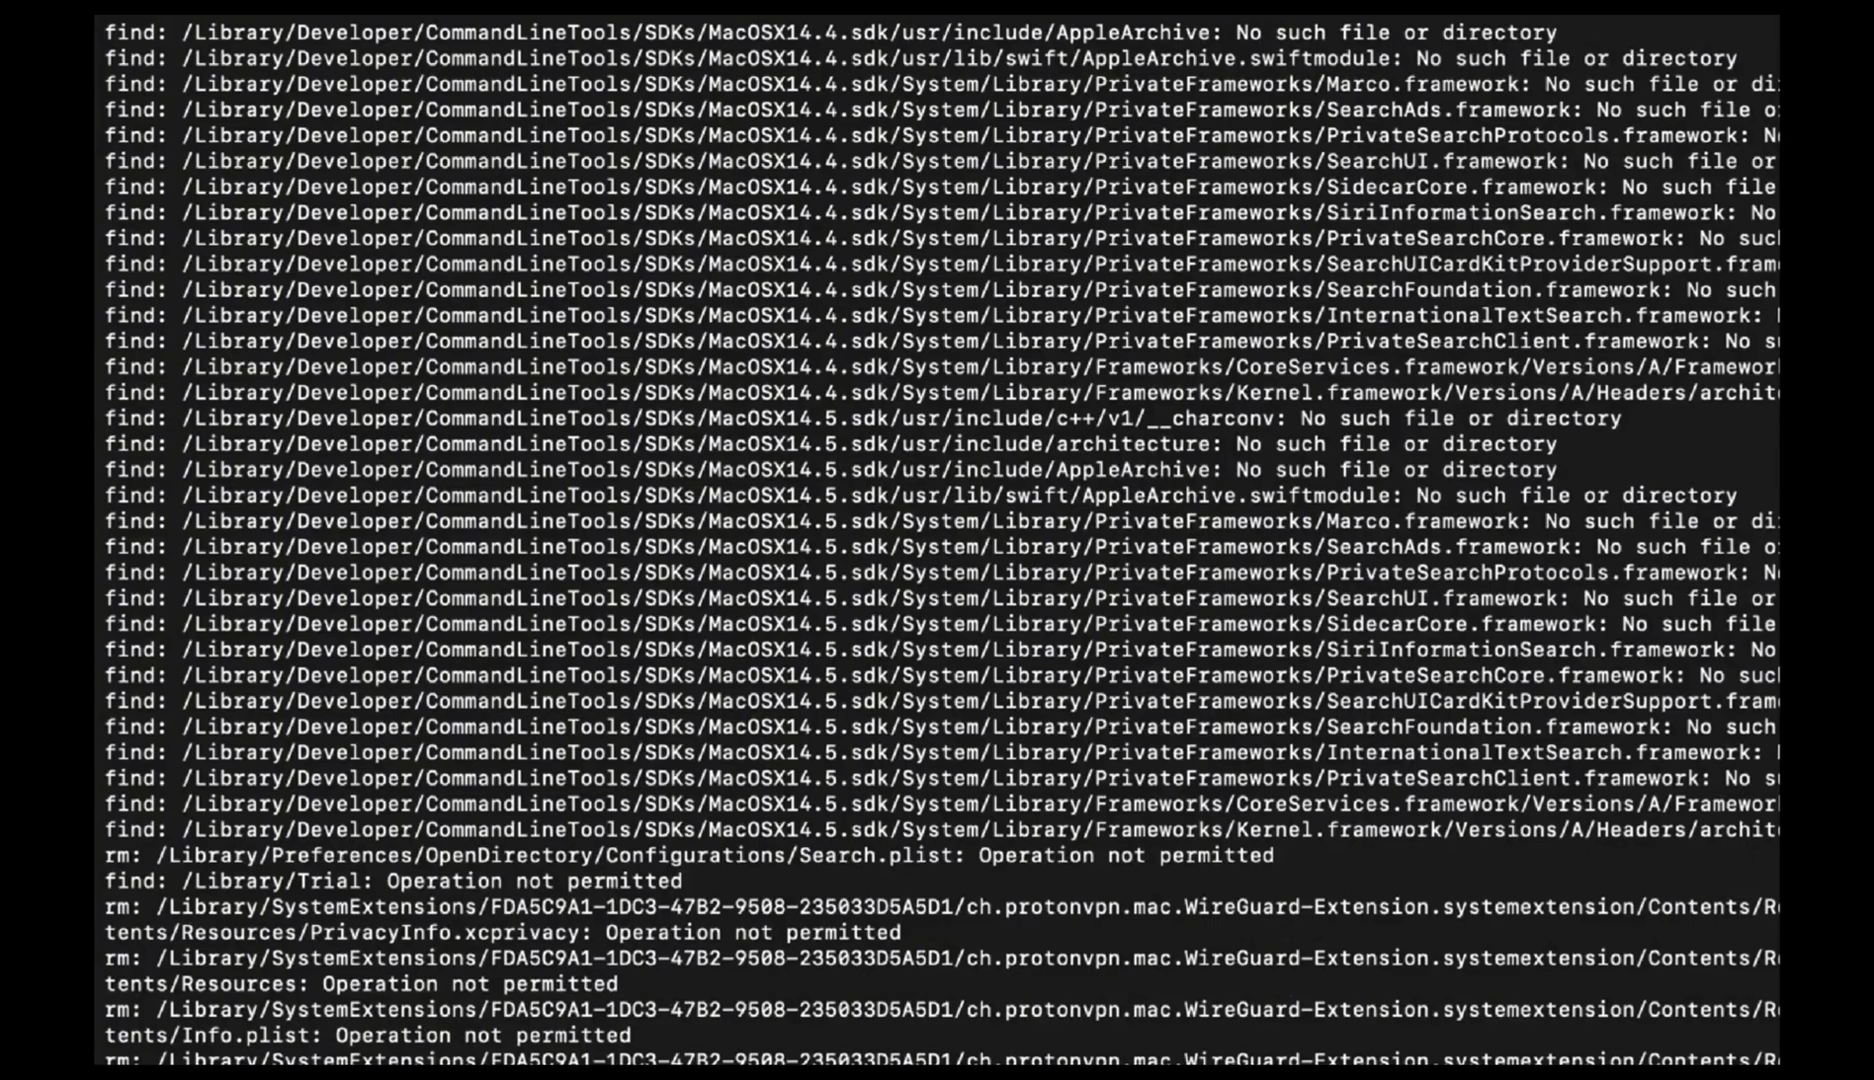 find: /Library/Developer/CommandLineTools/SDKs/MacOSX14.4.sdk/usr/include/AppleArchive: No such file or directory
find: /Library/Developer/CommandLineTools/SDKs/MacOSX14.4.sdk/usr/lib/swift/AppleArchive.swiftmodule: No such file or directory
find: /Library/Developer/CommandLineTools/SDKs/MacOSX14.4.sdk/System/Library/PrivateFrameworks/Marco.framework: No such file or di
find: /Library/Developer/CommandLineTools/SDKs/MacOSX14.4.sdk/System/Library/PrivateFrameworks/SearchAds.framework: No such file o
find: /Library/Developer/CommandLineTools/SDKs/MacOSX14.4.sdk/System/Library/PrivateFrameworks/PrivateSearchProtocols.framework: N
find: /Library/Developer/CommandLineTools/SDKs/MacOSX14.4.sdk/System/Library/PrivateFrameworks/SearchUI.framework: No such file or
find: /Library/Developer/CommandLineTools/SDKs/MacOSX14.4.sdk/System/Library/PrivateFrameworks/SidecarCore.framework: No such file
find: /Library/Developer/CommandLineTools/SDKs/MacOSX14.4.sdk/System/Library/PrivateFrameworks/SiriInformationSearch.framework: No
find: /Library/Developer/CommandLineTools/SDKs/MacOSX14.4.sdk/System/Library/PrivateFrameworks/PrivateSearchCore.framework: No suc
find: /Library/Developer/CommandLineTools/SDKs/MacOSX14.4.sdk/System/Library/PrivateFrameworks/SearchUICardKitProviderSupport.fram
find: /Library/Developer/CommandLineTools/SDKs/MacOSX14.4.sdk/System/Library/PrivateFrameworks/SearchFoundation.framework: No such
find: /Library/Developer/CommandLineTools/SDKs/MacOSX14.4.sdk/System/Library/PrivateFrameworks/InternationalTextSearch.framework:
find: /Library/Developer/CommandLineTools/SDKs/MacOSX14.4.sdk/System/Library/PrivateFrameworks/PrivateSearchClient.framework: No s
find: /Library/Developer/CommandLineTools/SDKs/MacOSX14.4.sdk/System/Library/Frameworks/CoreServices.framework/Versions/A/Framewor
find: /Library/Developer/CommandLineTools/SDKs/MacOSX14.4.sdk/System/Library/Frameworks/Kernel.framework/Versions/A/Headers/archit
find: /Library/Developer/CommandLineTools/SDKs/MacOSX14.5.sdk/usr/include/c++/v1/__charconv: No such file or directory
find: /Library/Developer/CommandLineTools/SDKs/MacOSX14.5.sdk/usr/include/architecture: No such file or directory
find: /Library/Developer/CommandLineTools/SDKs/MacOSX14.5.sdk/usr/include/AppleArchive: No such file or directory
find: /Library/Developer/CommandLineTools/SDKs/MacOSX14.5.sdk/usr/lib/swift/AppleArchive.swiftmodule: No such file or directory
find: /Library/Developer/CommandLineTools/SDKs/MacOSX14.5.sdk/System/Library/PrivateFrameworks/Marco.framework: No such file or di
find: /Library/Developer/CommandLineTools/SDKs/MacOSX14.5.sdk/System/Library/PrivateFrameworks/SearchAds.framework: No such file o
find: /Library/Developer/CommandLineTools/SDKs/MacOSX14.5.sdk/System/Library/PrivateFrameworks/PrivateSearchProtocols.framework: N
find: /Library/Developer/CommandLineTools/SDKs/MacOSX14.5.sdk/System/Library/PrivateFrameworks/SearchUI.framework: No such file or
find: /Library/Developer/CommandLineTools/SDKs/MacOSX14.5.sdk/System/Library/PrivateFrameworks/SidecarCore.framework: No such file
find: /Library/Developer/CommandLineTools/SDKs/MacOSX14.5.sdk/System/Library/PrivateFrameworks/SiriInformationSearch.framework: No
find: /Library/Developer/CommandLineTools/SDKs/MacOSX14.5.sdk/System/Library/PrivateFrameworks/PrivateSearchCore.framework: No suc
find: /Library/Developer/CommandLineTools/SDKs/MacOSX14.5.sdk/System/Library/PrivateFrameworks/SearchUICardKitProviderSupport.fram
find: /Library/Developer/CommandLineTools/SDKs/MacOSX14.5.sdk/System/Library/PrivateFrameworks/SearchFoundation.framework: No such
find: /Library/Developer/CommandLineTools/SDKs/MacOSX14.5.sdk/System/Library/PrivateFrameworks/InternationalTextSearch.framework:
find: /Library/Developer/CommandLineTools/SDKs/MacOSX14.5.sdk/System/Library/PrivateFrameworks/PrivateSearchClient.framework: No s
find: /Library/Developer/CommandLineTools/SDKs/MacOSX14.5.sdk/System/Library/Frameworks/CoreServices.framework/Versions/A/Framewor
find: /Library/Developer/CommandLineTools/SDKs/MacOSX14.5.sdk/System/Library/Frameworks/Kernel.framework/Versions/A/Headers/archit
rm: /Library/Preferences/OpenDirectory/Configurations/Search.plist: Operation not permitted
find: /Library/Trial: Operation not permitted
rm: /Library/SystemExtensions/FDA5C9A1-1DC3-47B2-9508-235033D5A5D1/ch.protonvpn.mac.WireGuard-Extension.systemextension/Contents/R
tents/Resources/PrivacyInfo.xcprivacy: Operation not permitted
rm: /Library/SystemExtensions/FDA5C9A1-1DC3-47B2-9508-235033D5A5D1/ch.protonvpn.mac.WireGuard-Extension.systemextension/Contents/R
tents/Resources: Operation not permitted
rm: /Library/SystemExtensions/FDA5C9A1-1DC3-47B2-9508-235033D5A5D1/ch.protonvpn.mac.WireGuard-Extension.systemextension/Contents/R
tents/Info.plist: Operation not permitted
rm: /Library/SystemExtensions/FDA5C9A1-1DC3-47B2-9508-235033D5A5D1/ch.protonvpn.mac.WireGuard-Extension.systemextension/Contents/R